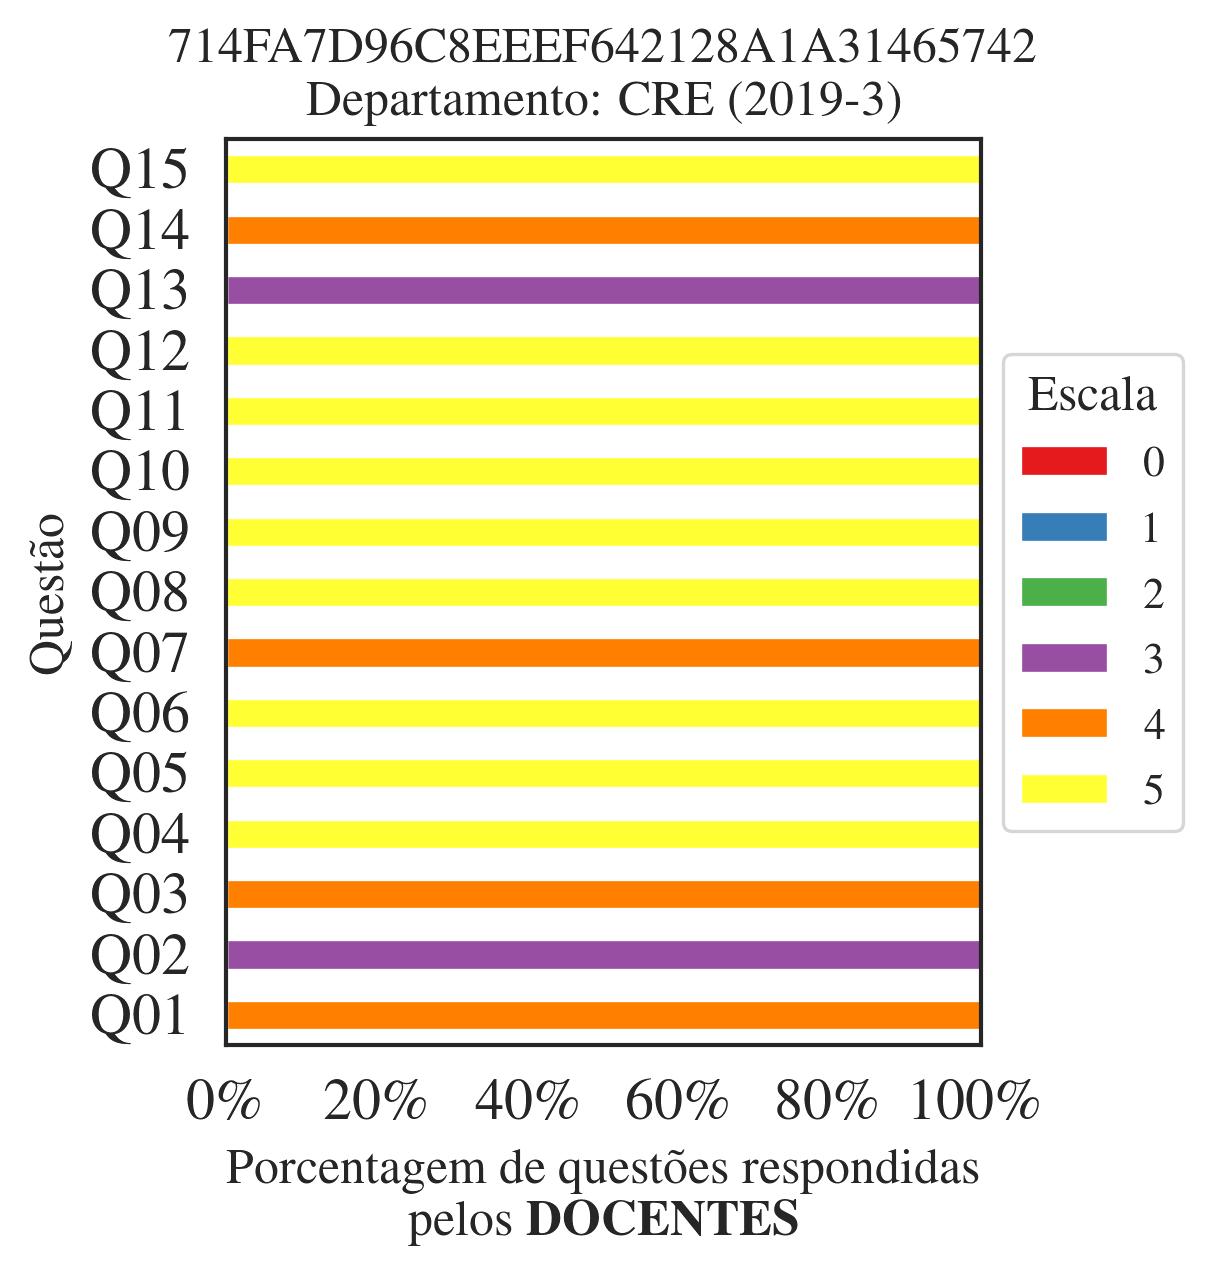 714FA7D96C8EEEF642128A1A31465742
Departamento: CRE (2019-3)
Q15
Q14
Q13
Q12
Q11
Q10
Q09
Q08
Q07
Q06
Q05
Q04
Q03
Q02
Q01
Questão
0% 20% 40% 60% 80% 100%
Porcentagem de questões respondidas
pelos DOCENTES
Escala
0
1
2
3
4
5